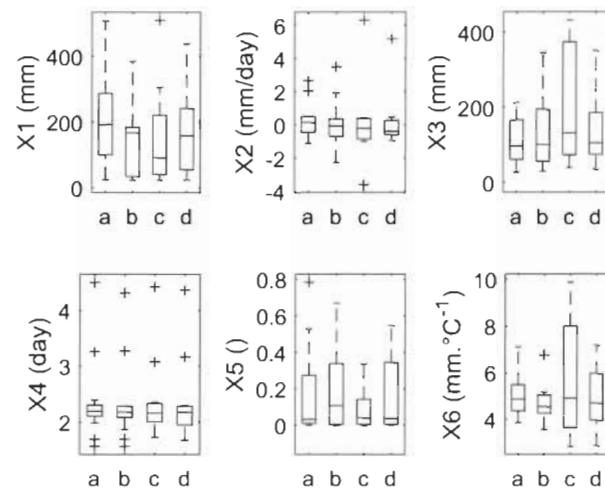 X1 (mm)
400
200
0
a b c d
X2 (mm/day)
6
4
2
0
-2
-4
a b c d
X3 (mm)
400
200
0
a b c d
X4 (day)
4
3
2
a b c d
X5 ()
0.8
0.6
0.4
0.2
0
a b c d
X6 (mm.°C⁻¹)
10
8
6
4
a b c d